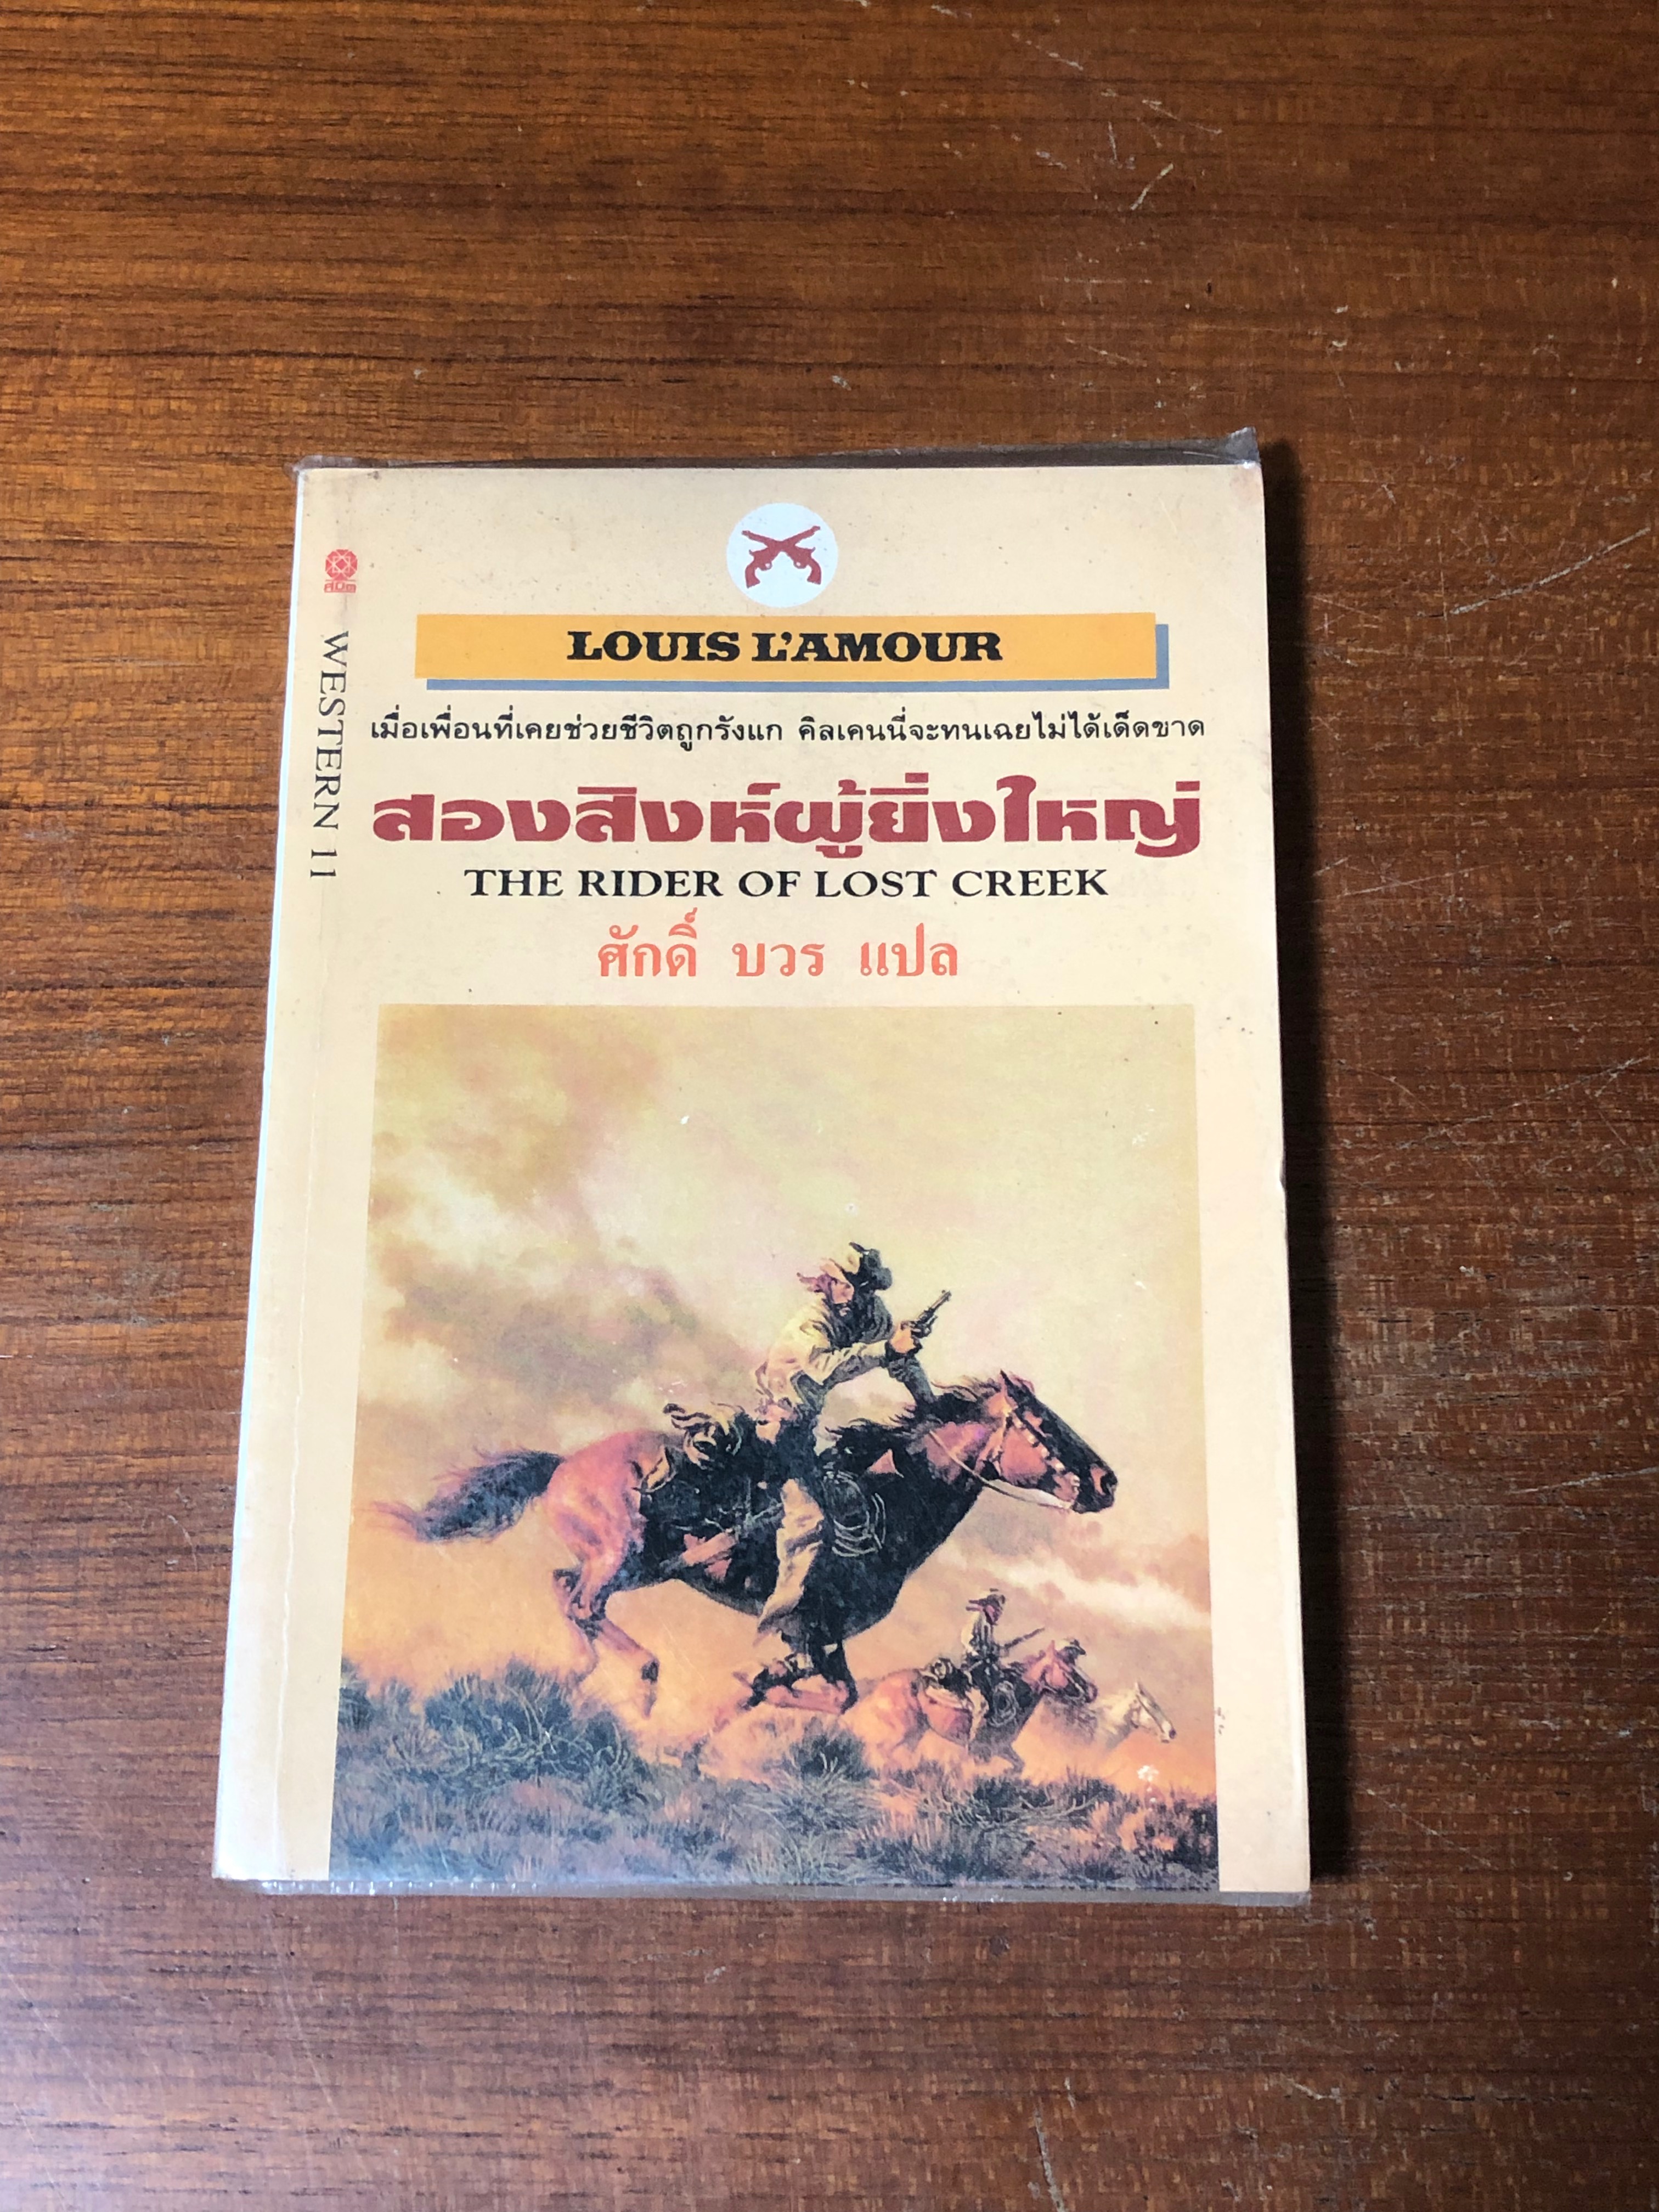 LOUIS L'AMOUR
เมื่อเพื่อนที่เคยช่วยชีวิตถูกรังแก คิลเคนนี่จะทนเฉยไม่ได้เด็ดขาด
สองสิงห์ผู้ยิ่งใหญ่
THE RIDER OF LOST CREEK
ศักดิ์ บวร แปล
WESTERN 11